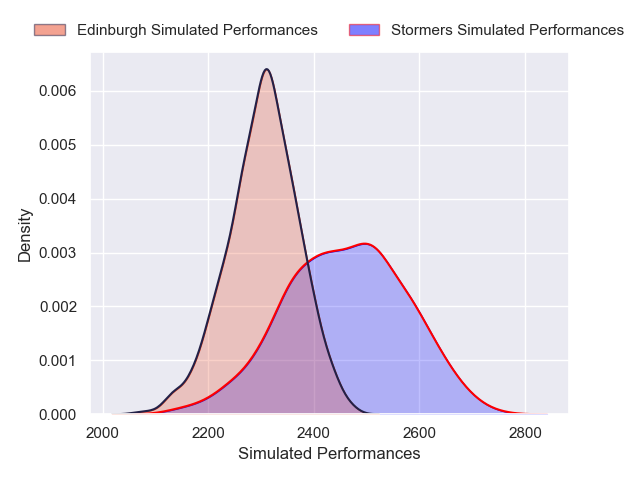 Edinburgh Simulated Performances Stormers Simulated Performances
0.006
0.005
0.004
0.003
0.002
0.001
0.000
Density
2000 2200 2400 2600 2800
Simulated Performances